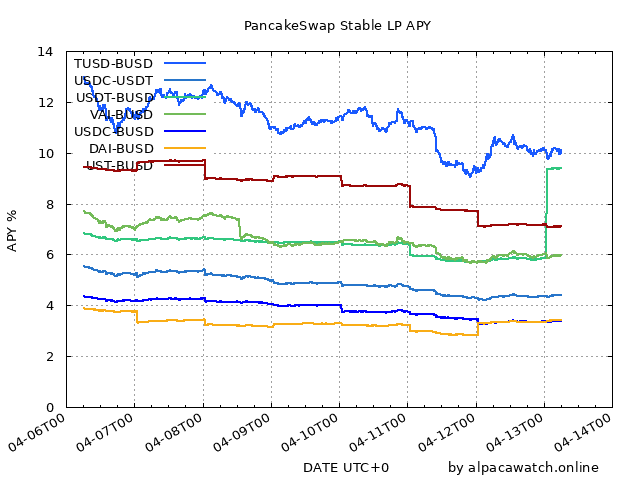 PancakeSwap Stable LP APY
14
12
10
8
6
4
2
0
APY %
TUSD-BUSD
USDC-USDT
USDT-BUSD
VAI-BUSD
USDC-BUSD
DAI-BUSD
UST-BUSD
04-06T00
04-07T00
04-08T00
04-09T00
04-10T00
04-11T00
04-12T00
04-13T00
04-14T00
DATE UTC+0
by alpacawatch.online